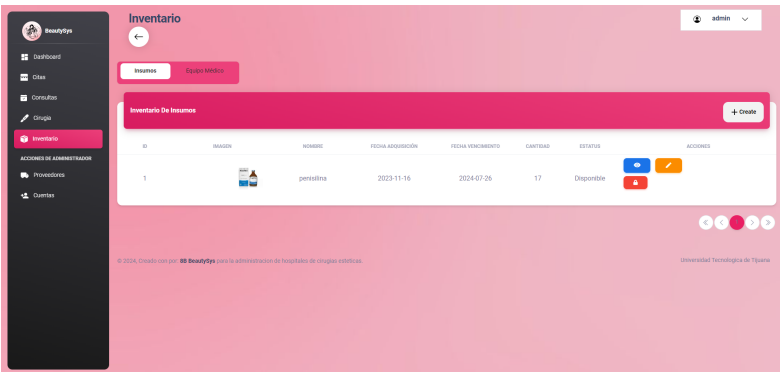 BeautySys
Dashboard
Citas
Consultas
Cirugia
Inventario
ACCIONES DE ADMINISTRADOR
Proveedores
Cuentas
Inventario
admin
Insumos
Equipo Médico
Inventario De Insumos
+ Create
ID IMAGEN NOMBRE FECHA ADQUISICIÓN FECHA VENCIMIENTO CANTIDAD ESTATUS ACCIONES
1 penisilina 2023-11-16 2024-07-26 17 Disponible
© 2024, Creado con por 8B BeautySys para la administracion de hospitales de cirugias esteticas.
Universidad Tecnologica de Tijuana